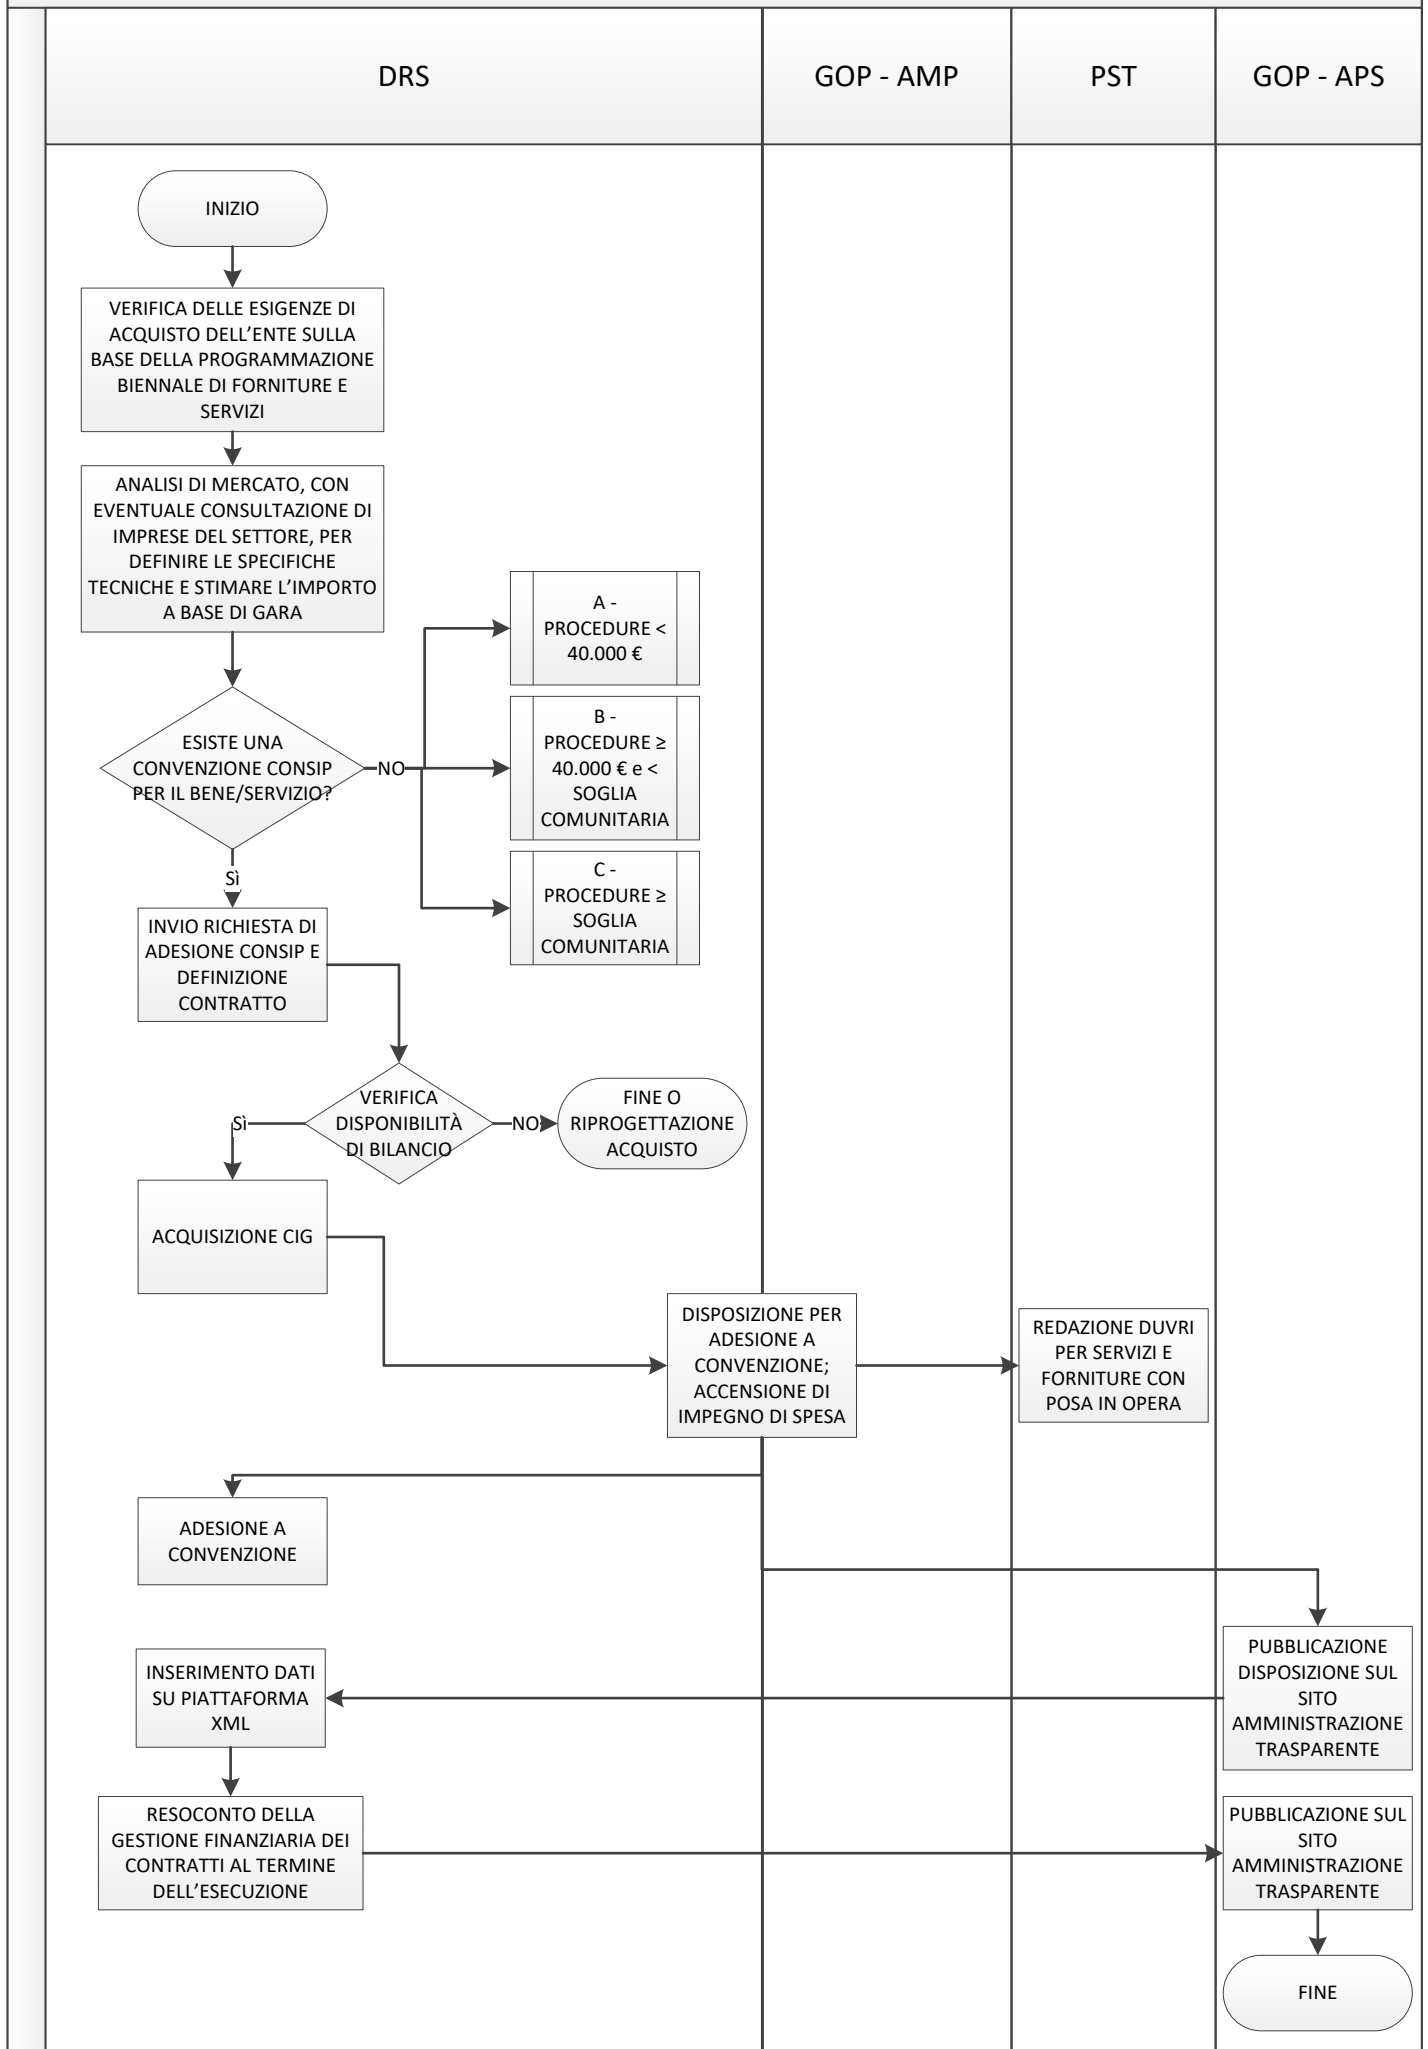 DRS
GOP - AMP
PST
GOP - APS
INIZIO
VERIFICA DELLE ESIGENZE DI
ACQUISTO DELL’ENTE SULLA
BASE DELLA PROGRAMMAZIONE
BIENNALE DI FORNITURE E
SERVIZI
ANALISI DI MERCATO, CON
EVENTUALE CONSULTAZIONE DI
IMPRESE DEL SETTORE, PER
DEFINIRE LE SPECIFICHE
TECNICHE E STIMARE L’IMPORTO
A BASE DI GARA
A -
PROCEDURE <
40.000 €
ESISTE UNA
CONVENZIONE CONSIP
PER IL BENE/SERVIZIO?
NO
B -
PROCEDURE ≥
40.000 € e <
SOGLIA
COMUNITARIA
C -
PROCEDURE ≥
SOGLIA
COMUNITARIA
Sì
INVIO RICHIESTA DI
ADESIONE CONSIP E
DEFINIZIONE
CONTRATTO
VERIFICA
DISPONIBILITÀ
DI BILANCIO
NO
FINE O
RIPROGETTAZIONE
ACQUISTO
Sì
ACQUISIZIONE CIG
DISPOSIZIONE PER
ADESIONE A
CONVENZIONE;
ACCENSIONE DI
IMPEGNO DI SPESA
REDAZIONE DUVRI
PER SERVIZI E
FORNITURE CON
POSA IN OPERA
ADESIONE A
CONVENZIONE
PUBBLICAZIONE
DISPOSIZIONE SUL
SITO
AMMINISTRAZIONE
TRASPARENTE
INSERIMENTO DATI
SU PIATTAFORMA
XML
RESOCONTO DELLA
GESTIONE FINANZIARIA DEI
CONTRATTI AL TERMINE
DELL’ESECUZIONE
PUBBLICAZIONE SUL
SITO
AMMINISTRAZIONE
TRASPARENTE
FINE